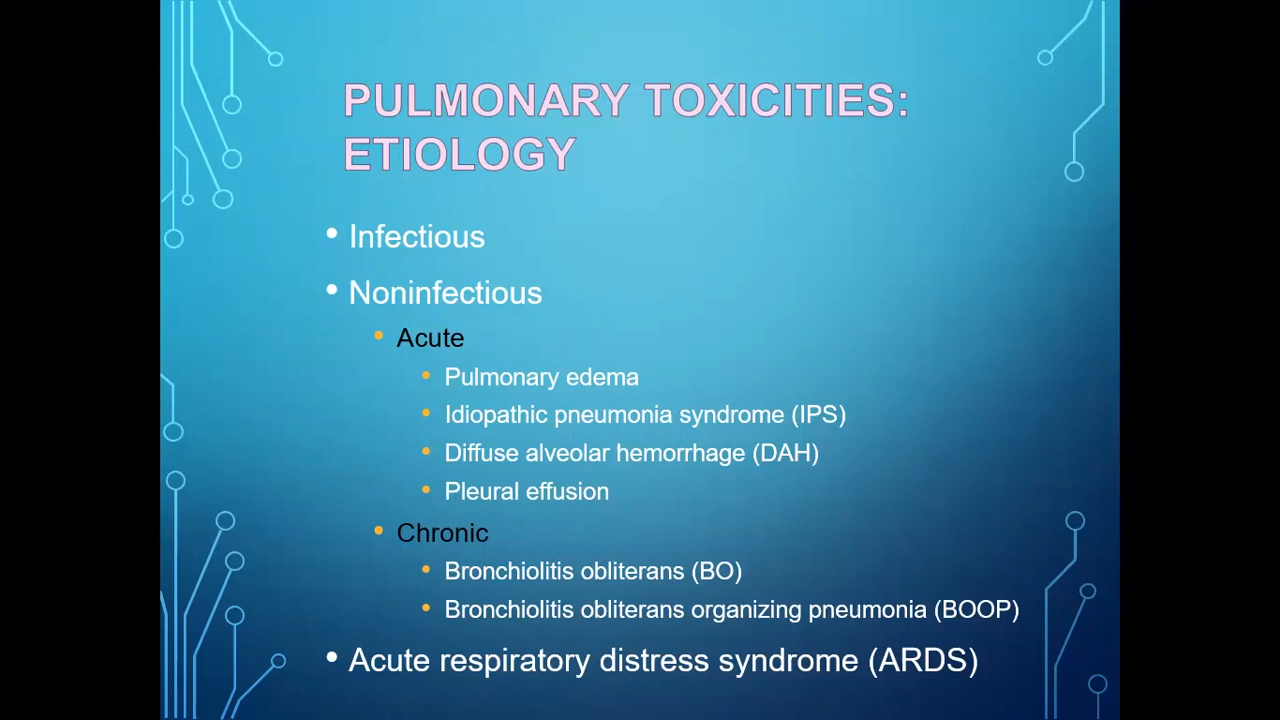 PULMONARY TOXICITIES:
ETIOLOGY
• Infectious
• Noninfectious
• Acute
• Pulmonary edema
• Idiopathic pneumonia syndrome (IPS)
• Diffuse alveolar hemorrhage (DAH)
• Pleural effusion
• Chronic
• Bronchiolitis obliterans (BO)
• Bronchiolitis obliterans organizing pneumonia (BOOP)
• Acute respiratory distress syndrome (ARDS)